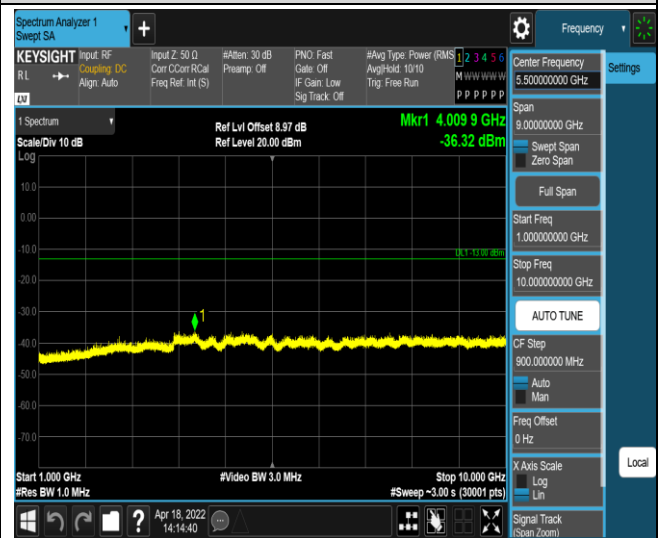 Spectrum Analyzer 1
Swept SA
Frequency
KEYSIGHT
RL
LXI
Input: RF
Coupling: DC
Align: Auto
Input Z: 50 Ω
Corr CCorr RCal
Freq Ref: Int (S)
#Atten: 30 dB
Preamp: Off
PNO: Fast
Gate: Off
IF Gain: Low
Sig Track: Off
#Avg Type: Power (RMS
Avg|Hold: 10/10
Trig: Free Run
1 2 3 4 5 6
M W W W W W
P P P P P P
1 Spectrum
Scale/Div 10 dB
Ref Lvl Offset 8.97 dB
Ref Level 20.00 dBm
Mkr1 4.009 9 GHz
-36.32 dBm
Log
10.0
0.00
-10.0
DL1 -13.00 dBm
-20.0
-30.0
1
-40.0
-50.0
-60.0
-70.0
Start 1.000 GHz
#Video BW 3.0 MHz
Stop 10.000 GHz
#Res BW 1.0 MHz
#Sweep ~3.00 s (30001 pts)
Apr 18, 2022
14:14:40
Center Frequency
5.500000000 GHz
Span
9.00000000 GHz
Swept Span
Zero Span
Full Span
Start Freq
1.000000000 GHz
Stop Freq
10.000000000 GHz
AUTO TUNE
CF Step
900.000000 MHz
Auto
Man
Freq Offset
0 Hz
X Axis Scale
Log
Lin
Signal Track
(Span Zoom)
Settings
Local